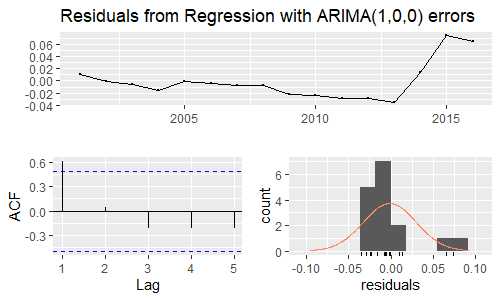 Residuals from Regression with ARIMA(1,0,0) errors
0.06
0.04
0.02
0.00
-0.02
-0.04
2005
2010
2015
ACF
0.6
0.3
0.0
-0.3
1 2 3 4 5
Lag
count
6
4
2
0
-0.10 -0.05 0.00 0.05 0.10
residuals